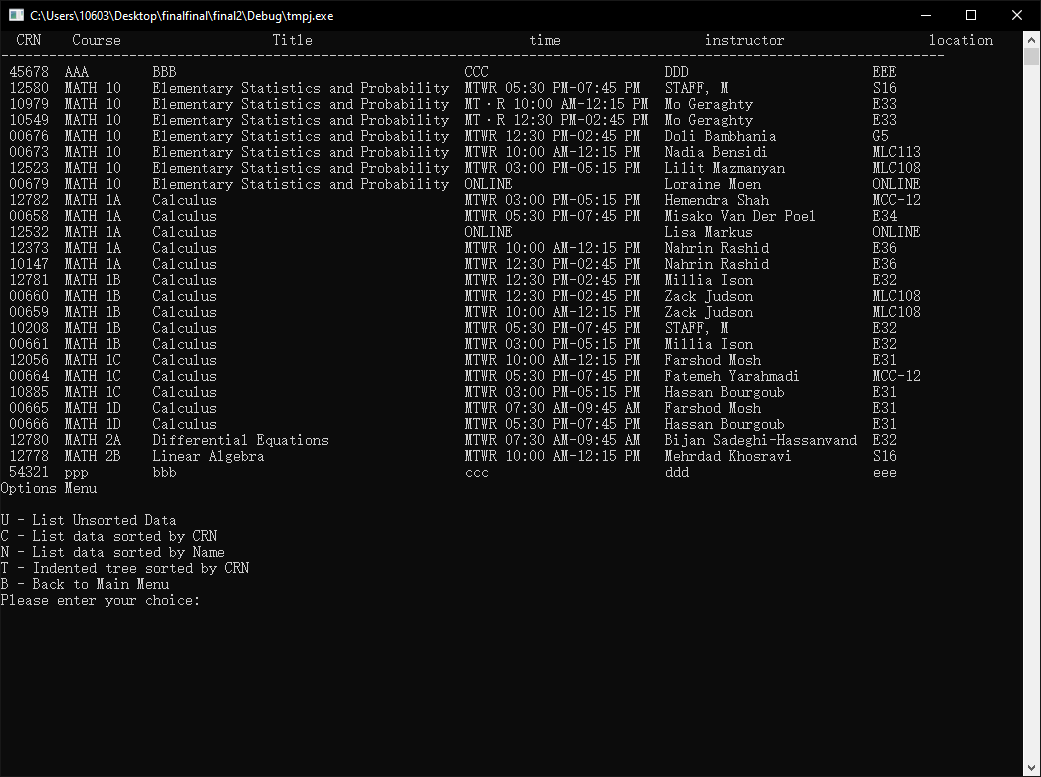 C:\Users\10603\Desktop\finalfinal\final2\Debug\tmpj.exe
CRN Course Title time instructor location
----------------------------------------------------------------------------------------------------------------------
45678 AAA BBB CCC DDD EEE
12580 MATH 10 Elementary Statistics and Probability MTWR 05:30 PM-07:45 PM STAFF, M S16
10979 MATH 10 Elementary Statistics and Probability MT·R 10:00 AM-12:15 PM Mo Geraghty E33
10549 MATH 10 Elementary Statistics and Probability MT·R 12:30 PM-02:45 PM Mo Geraghty E33
00676 MATH 10 Elementary Statistics and Probability MTWR 12:30 PM-02:45 PM Doli Bambhania G5
00673 MATH 10 Elementary Statistics and Probability MTWR 10:00 AM-12:15 PM Nadia Bensidi MLC113
12523 MATH 10 Elementary Statistics and Probability MTWR 03:00 PM-05:15 PM Lilit Mazmanyan MLC108
00679 MATH 10 Elementary Statistics and Probability ONLINE Loraine Moen ONLINE
12782 MATH 1A Calculus MTWR 03:00 PM-05:15 PM Hemendra Shah MCC-12
00658 MATH 1A Calculus MTWR 05:30 PM-07:45 PM Misako Van Der Poel E34
12532 MATH 1A Calculus ONLINE Lisa Markus ONLINE
12373 MATH 1A Calculus MTWR 10:00 AM-12:15 PM Nahrin Rashid E36
10147 MATH 1A Calculus MTWR 12:30 PM-02:45 PM Nahrin Rashid E36
12781 MATH 1B Calculus MTWR 12:30 PM-02:45 PM Millia Ison E32
00660 MATH 1B Calculus MTWR 12:30 PM-02:45 PM Zack Judson MLC108
00659 MATH 1B Calculus MTWR 10:00 AM-12:15 PM Zack Judson MLC108
10208 MATH 1B Calculus MTWR 05:30 PM-07:45 PM STAFF, M E32
00661 MATH 1B Calculus MTWR 03:00 PM-05:15 PM Millia Ison E32
12056 MATH 1C Calculus MTWR 10:00 AM-12:15 PM Farshod Mosh E31
00664 MATH 1C Calculus MTWR 05:30 PM-07:45 PM Fatemeh Yarahmadi MCC-12
10885 MATH 1C Calculus MTWR 03:00 PM-05:15 PM Hassan Bourgoub E31
00665 MATH 1D Calculus MTWR 07:30 AM-09:45 AM Farshod Mosh E31
00666 MATH 1D Calculus MTWR 05:30 PM-07:45 PM Hassan Bourgoub E31
12780 MATH 2A Differential Equations MTWR 07:30 AM-09:45 AM Bijan Sadeghi-Hassanvand E32
12778 MATH 2B Linear Algebra MTWR 10:00 AM-12:15 PM Mehrdad Khosravi S16
54321 ppp bbb ccc ddd eee
Options Menu
U - List Unsorted Data
C - List data sorted by CRN
N - List data sorted by Name
T - Indented tree sorted by CRN
B - Back to Main Menu
Please enter your choice: